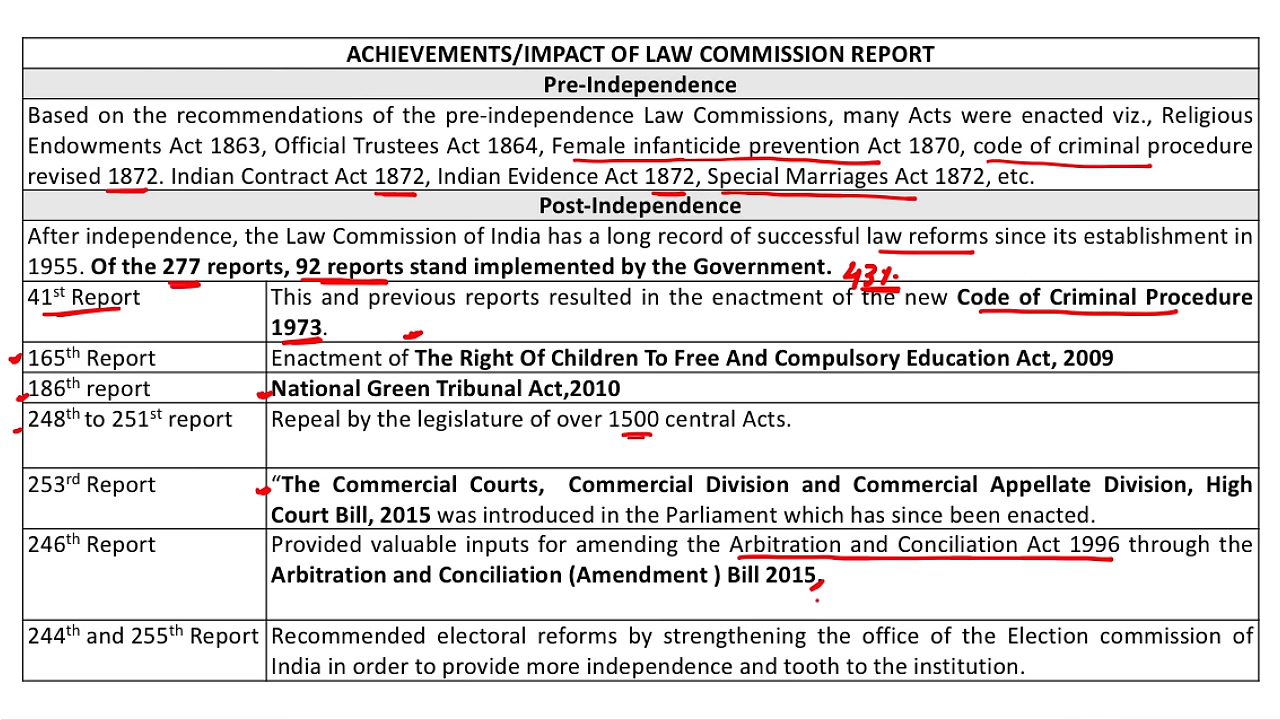 ACHIEVEMENTS/IMPACT OF LAW COMMISSION REPORT
Pre-Independence
Based on the recommendations of the pre-independence Law Commissions, many Acts were enacted viz., Religious
Endowments Act 1863, Official Trustees Act 1864, Female infanticide prevention Act 1870, code of criminal procedure
revised 1872. Indian Contract Act 1872, Indian Evidence Act 1872, Special Marriages Act 1872, etc.
Post-Independence
After independence, the Law Commission of India has a long record of successful law reforms since its establishment in
1955. Of the 277 reports, 92 reports stand implemented by the Government. 43%
41st Report
This and previous reports resulted in the enactment of the new Code of Criminal Procedure
1973.
165th Report
Enactment of The Right Of Children To Free And Compulsory Education Act, 2009
186th report
National Green Tribunal Act,2010
248th to 251st report
Repeal by the legislature of over 1500 central Acts.
253rd Report
“The Commercial Courts, Commercial Division and Commercial Appellate Division, High
Court Bill, 2015 was introduced in the Parliament which has since been enacted.
246th Report
Provided valuable inputs for amending the Arbitration and Conciliation Act 1996 through the
Arbitration and Conciliation (Amendment ) Bill 2015.
244th and 255th Report
Recommended electoral reforms by strengthening the office of the Election commission of
India in order to provide more independence and tooth to the institution.